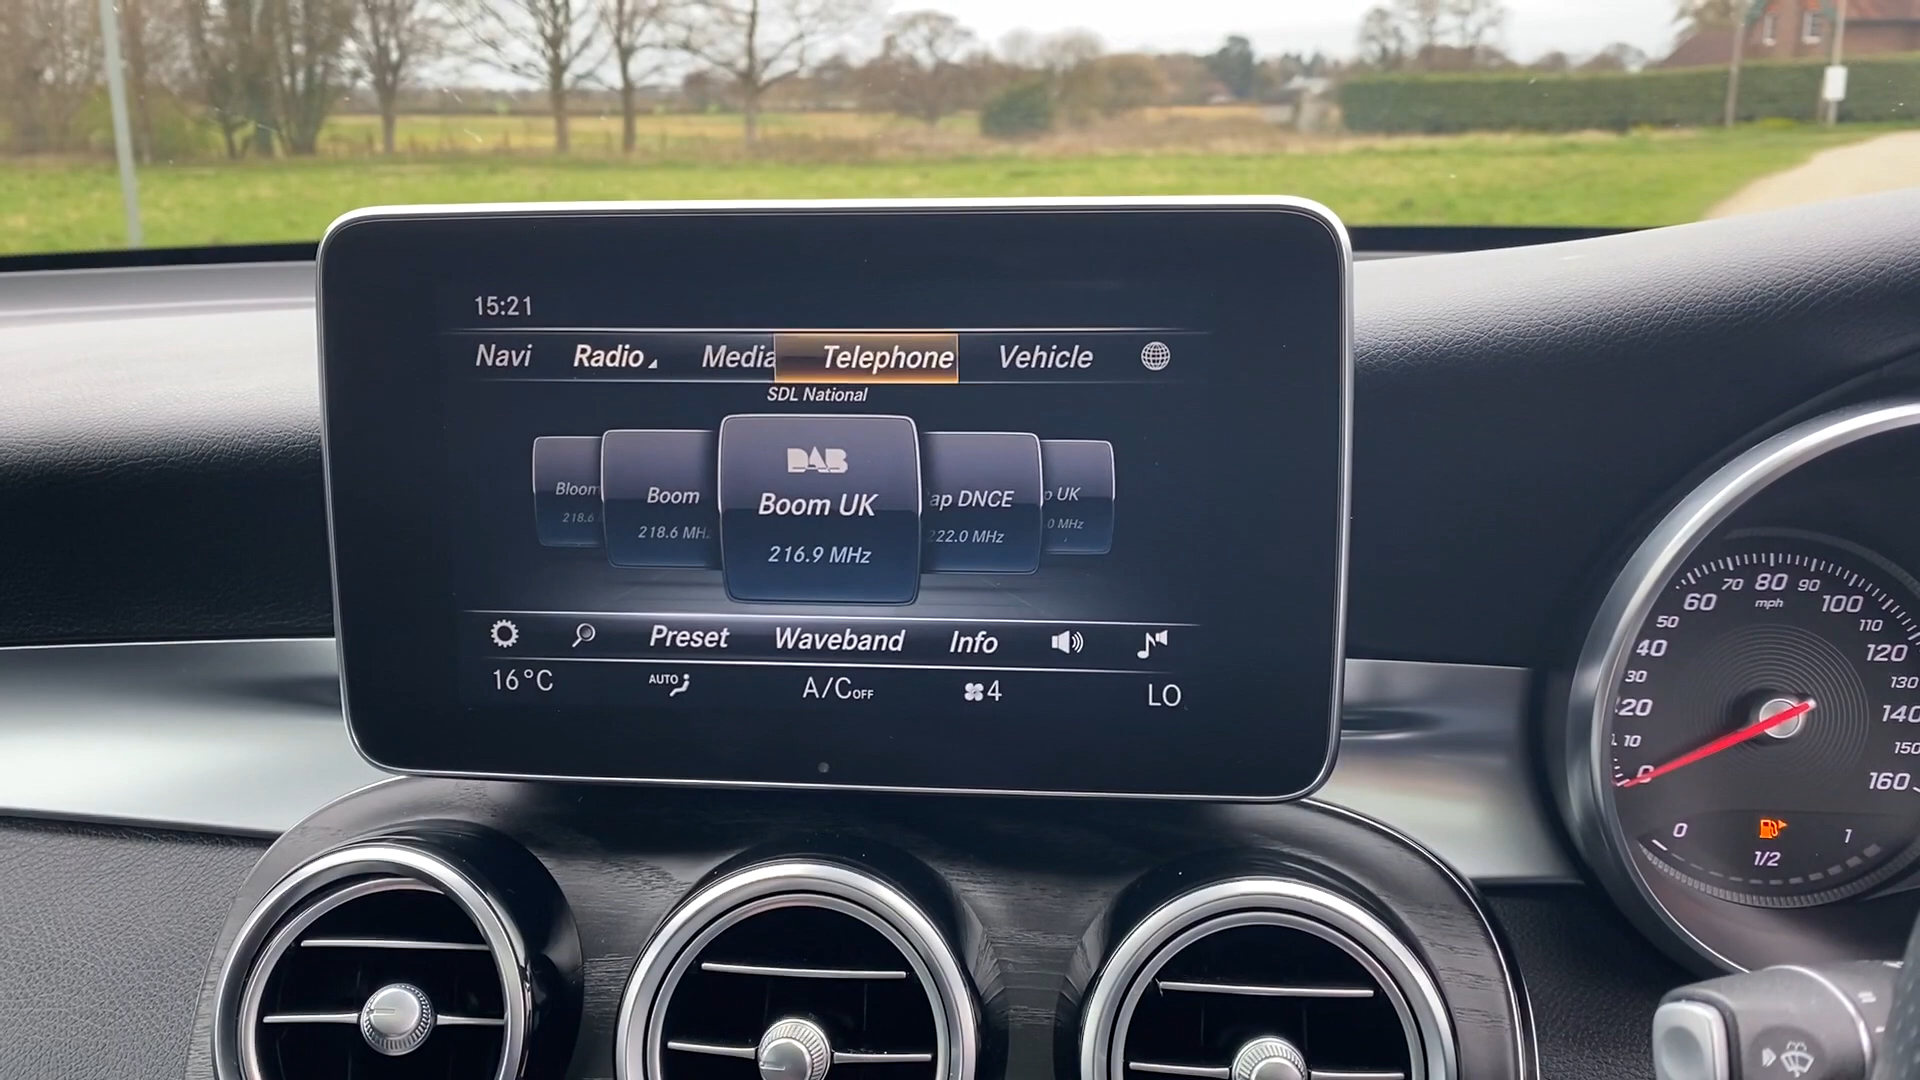 15:21
Navi Radio Media Telephone Vehicle
SDL National
DAB
Bloom Boom Boom UK ap DNCE p UK
218.6 218.6 MHz 216.9 MHz 222.0 MHz .0 MHz
Preset Waveband Info
16°C AUTO A/C OFF 4 LO
0 10 20 30 40 50 60 70 80 90 100 110 120 130 140 150 160
mph
0 1/2 1